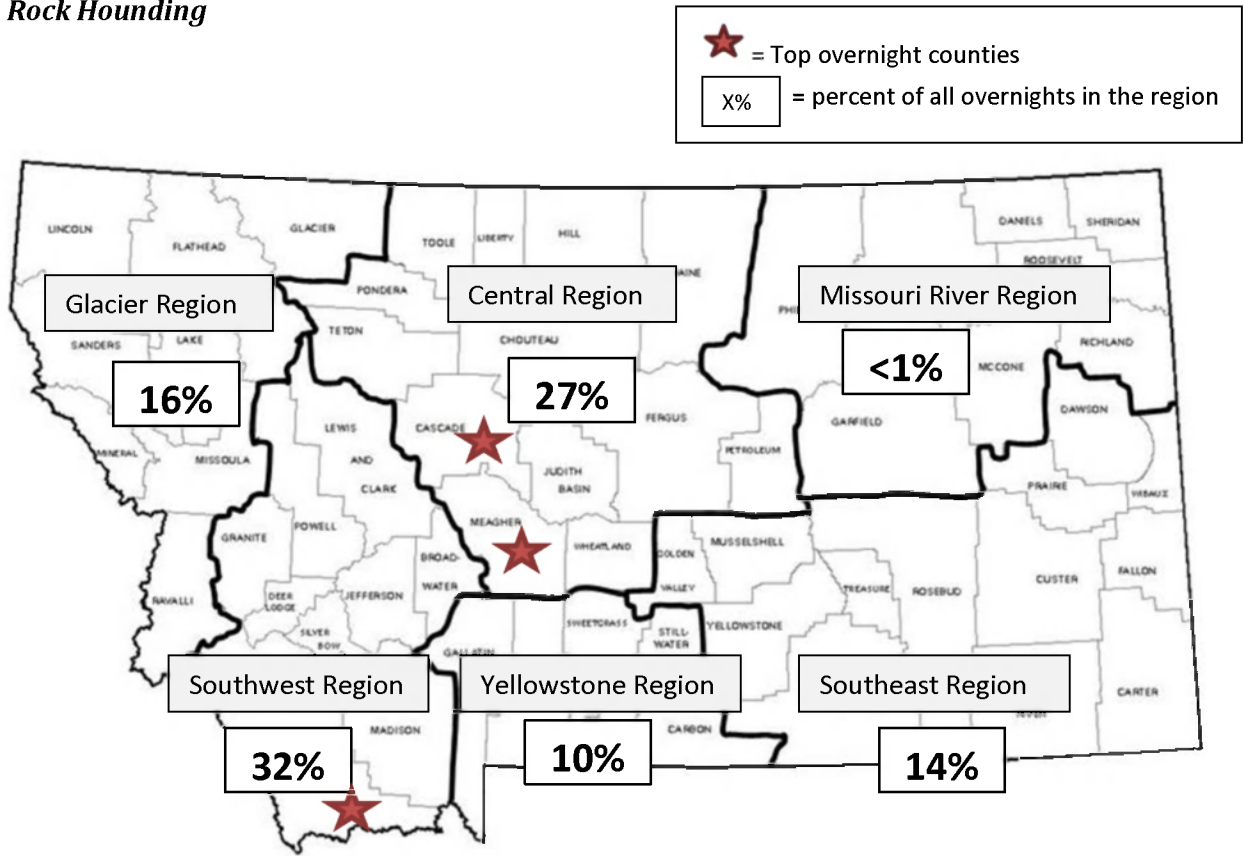 Rock Hounding
= Top overnight counties
X%
= percent of all overnights in the region
LINCOLN
FLATHEAD
GLACIER
TOOLE
LIBERTY
HILL
DANIELS
SHERIDAN
ROOSEVELT
Glacier Region
PONDERA
Central Region
AINE
Missouri River Region
PHI
TETON
CHOUTEAU
RICHLAND
SANDERS
LAKE
MCCONE
16%
27%
<1%
DAWSON
CASCADE
FERGUS
GARFIELD
LEWIS
AND
CLARK
MINERAL
MISSOULA
PETROLEUM
JUDITH
BASIN
PRAIRIE
WIBAUX
MEAGHER
GRANITE
POWELL
WHEATLAND
GOLDEN
VALLEY
MUSSELSHELL
BROAD-
WATER
CUSTER
FALLON
RAVALLI
DEER
LODGE
JEFFERSON
TREASURE
ROSEBUD
SWEETGRASS
STILL-
WATER
YELLOWSTONE
SILVER
BOW
GALLATIN
Southwest Region
Yellowstone Region
Southeast Region
CARTER
MADISON
CARBON
32%
10%
14%